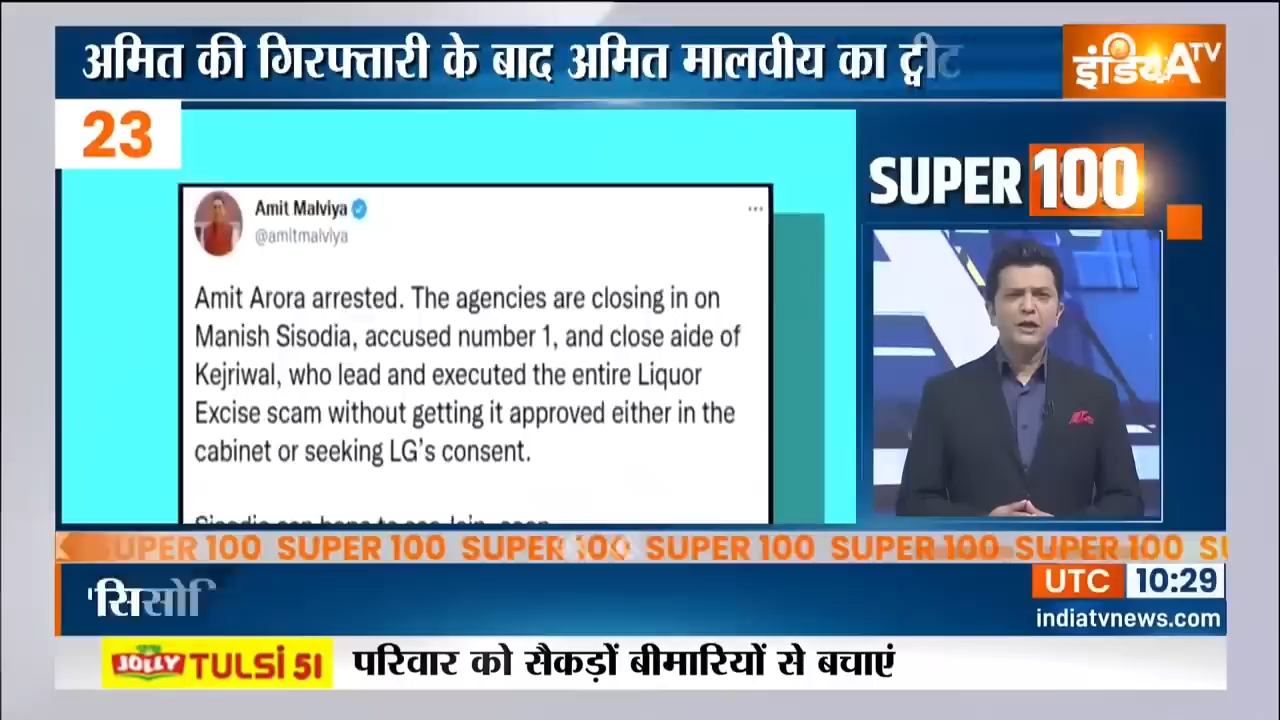 अमित की गिरफ्तारी के बाद अमित मालवीय का ट्वीट
इंडिया TV
23
SUPER 100
Amit Malviya
@amitmalviya
Amit Arora arrested. The agencies are closing in on
Manish Sisodia, accused number 1, and close aide of
Kejriwal, who lead and executed the entire Liquor
Excise scam without getting it approved either in the
cabinet or seeking LG's consent.
UPER 100 SUPER 100 SUPER 100 SUPER 100 SUPER 100 SUPER 100 SU
'सिसोि
UTC 10:29
indiatvnews.com
JOLLY TULSI 51 परिवार को सैकड़ों बीमारियों से बचाएं